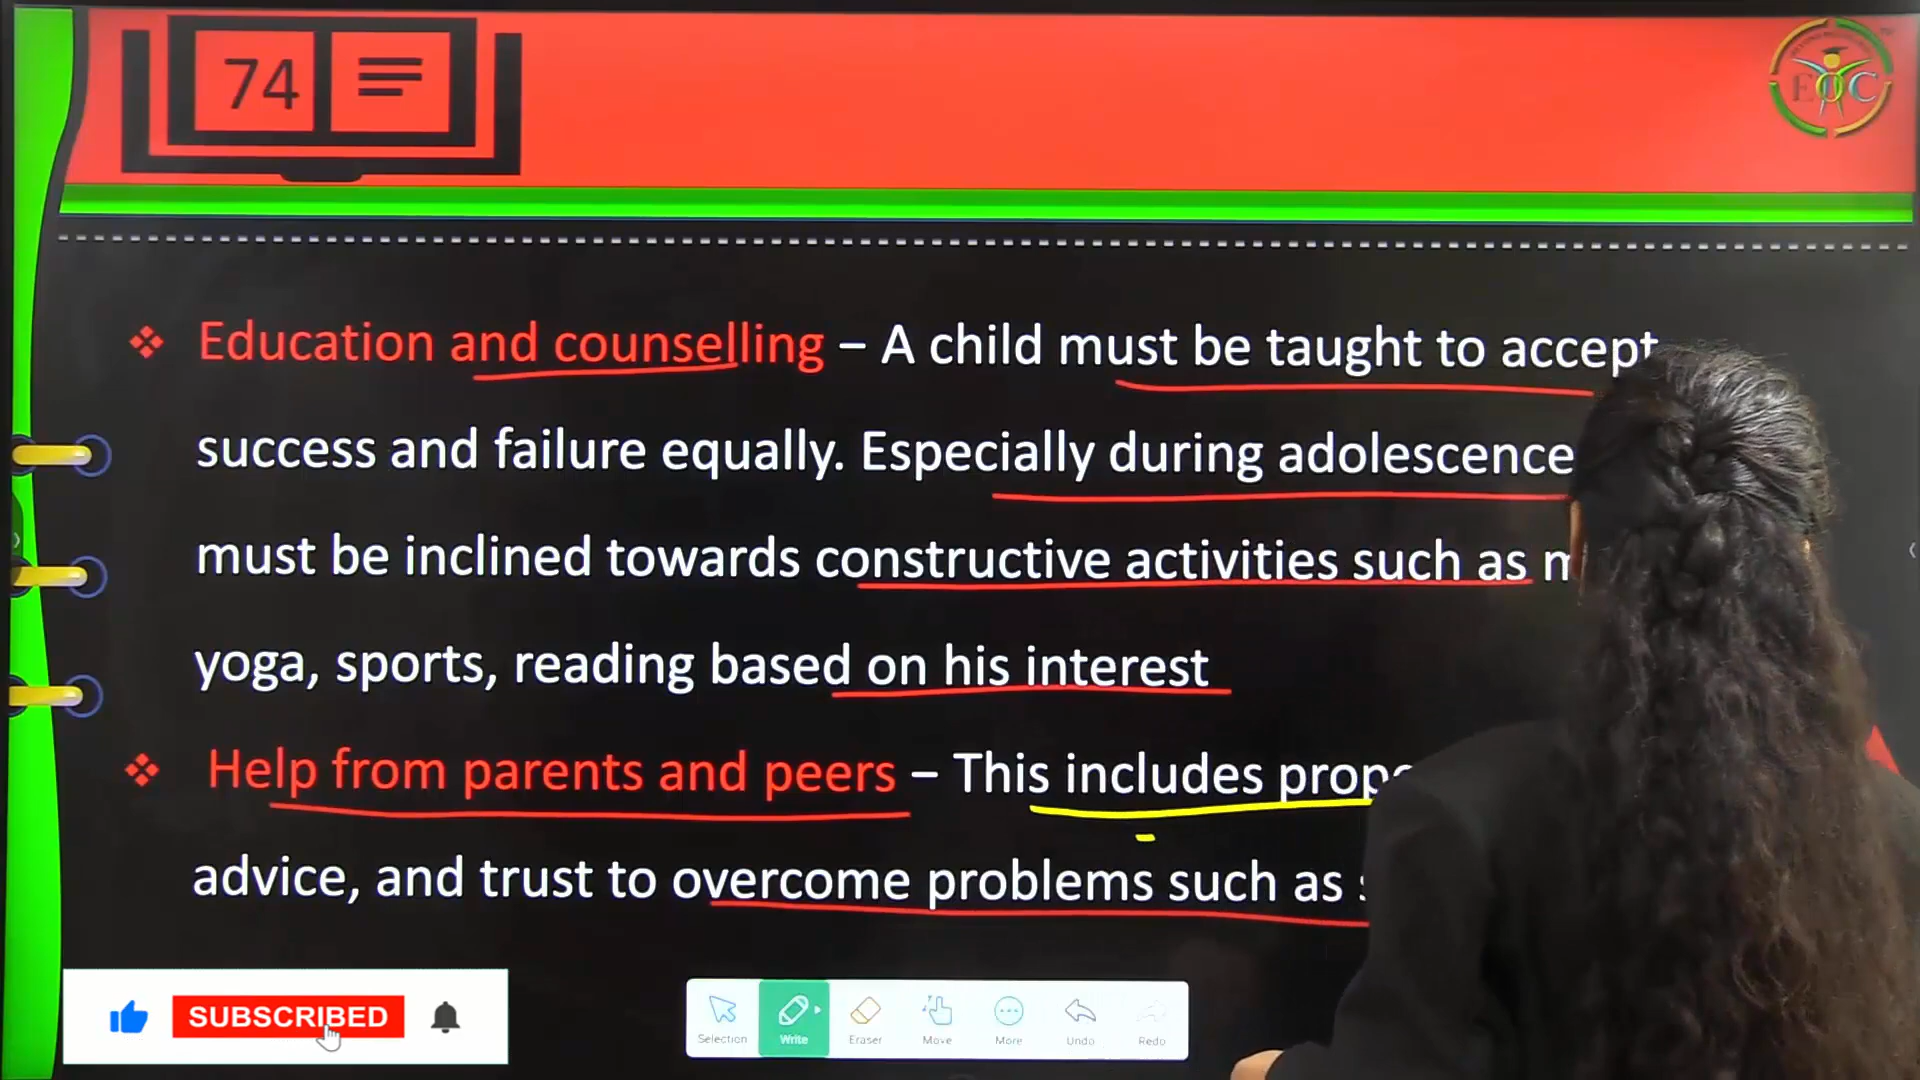 74
EOC
❖ Education and counselling – A child must be taught to accept
success and failure equally. Especially during adolescence
must be inclined towards constructive activities such as
yoga, sports, reading based on his interest
❖ Help from parents and peers – This includes
advice, and trust to overcome problems such as
SUBSCRIBED
Selection Write Eraser Move More Undo Redo